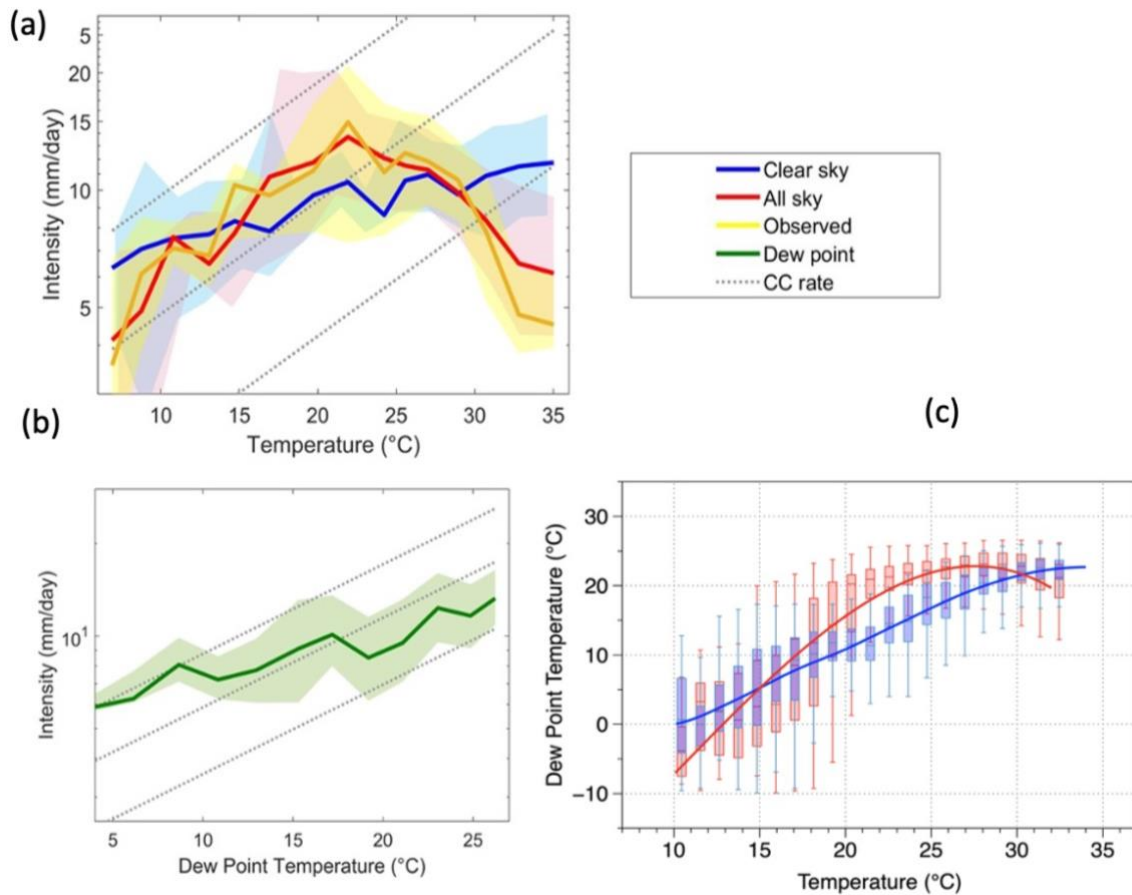 (a)
5
20
15
10
5
Intensity (mm/day)
10 15 20 25 30 35
Temperature (°C)
Clear sky
All sky
Observed
Dew point
CC rate
(b)
10¹
Intensity (mm/day)
5 10 15 20 25
Dew Point Temperature (°C)
(c)
30
20
10
0
−10
Dew Point Temperature (°C)
10 15 20 25 30 35
Temperature (°C)